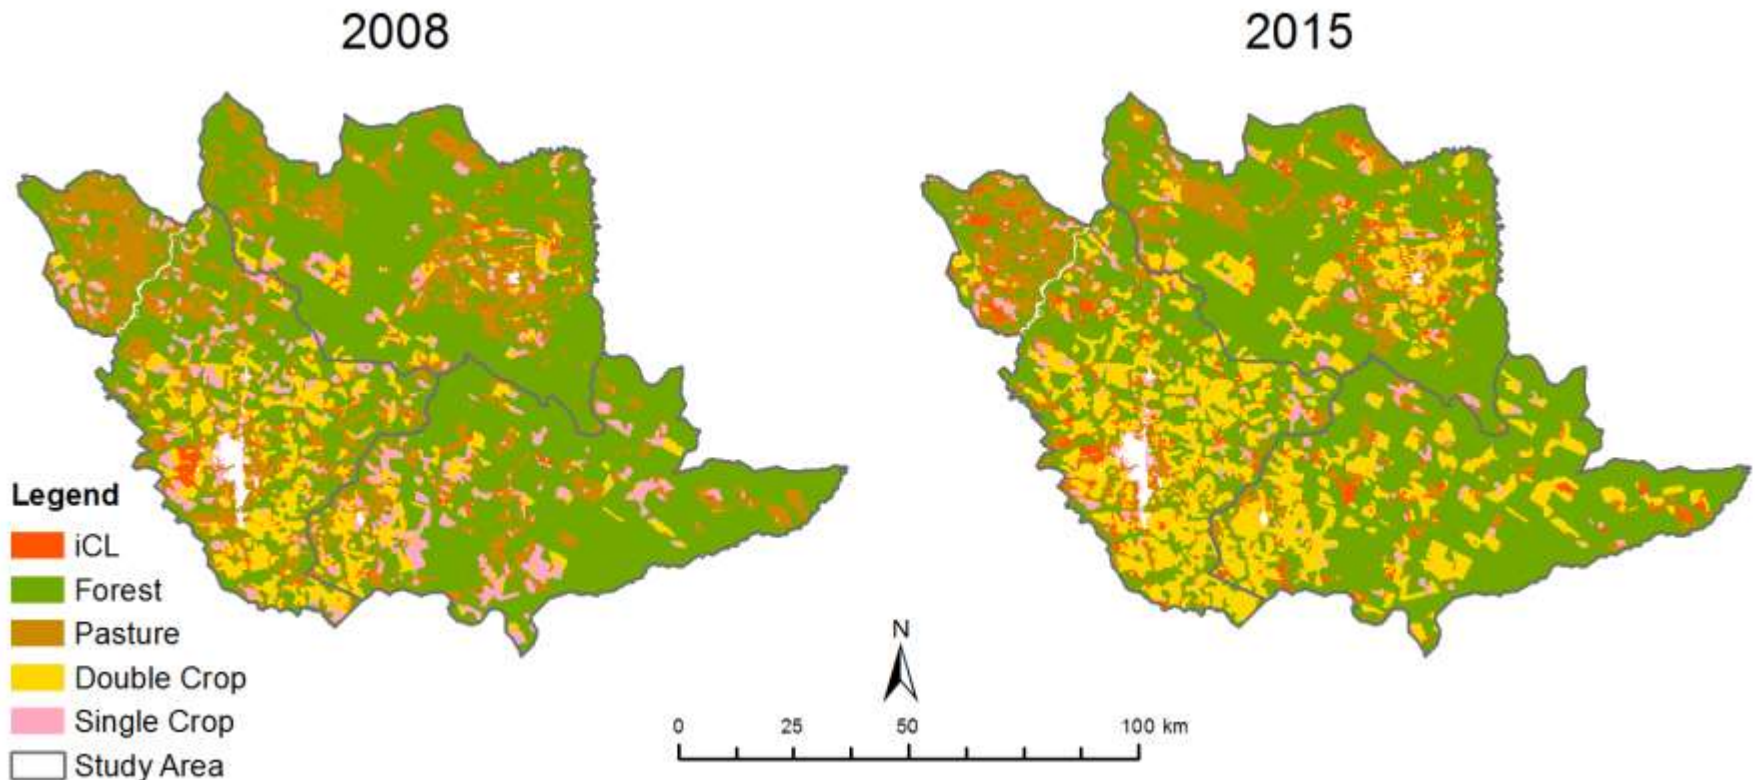 2008
2015
Legend
iCL
Forest
Pasture
Double Crop
Single Crop
Study Area
N
0 25 50 100 km